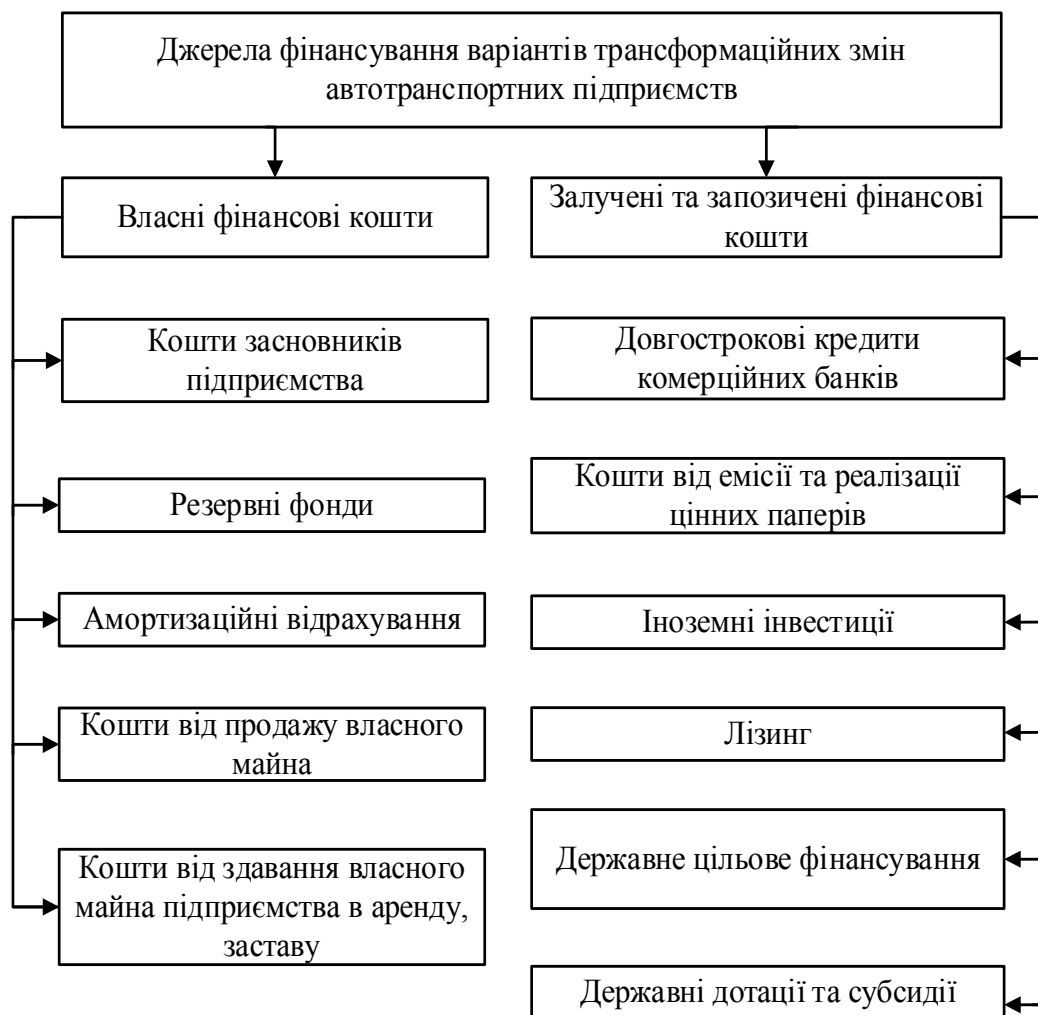 Джерела фінансування варіантів трансформаційних змін
автотранспортних підприємств
Власні фінансові кошти
Залучені та запозичені фінансові
кошти
Кошти засновників
підприємства
Довгострокові кредити
комерційних банків
Резервні фонди
Кошти від емісії та реалізації
цінних паперів
Амортизаційні відрахування
Іноземні інвестиції
Кошти від продажу власного
майна
Лізинг
Кошти від здавання власного
майна підприємства в аренду,
заставу
Державне цільове фінансування
Державні дотації та субсидії